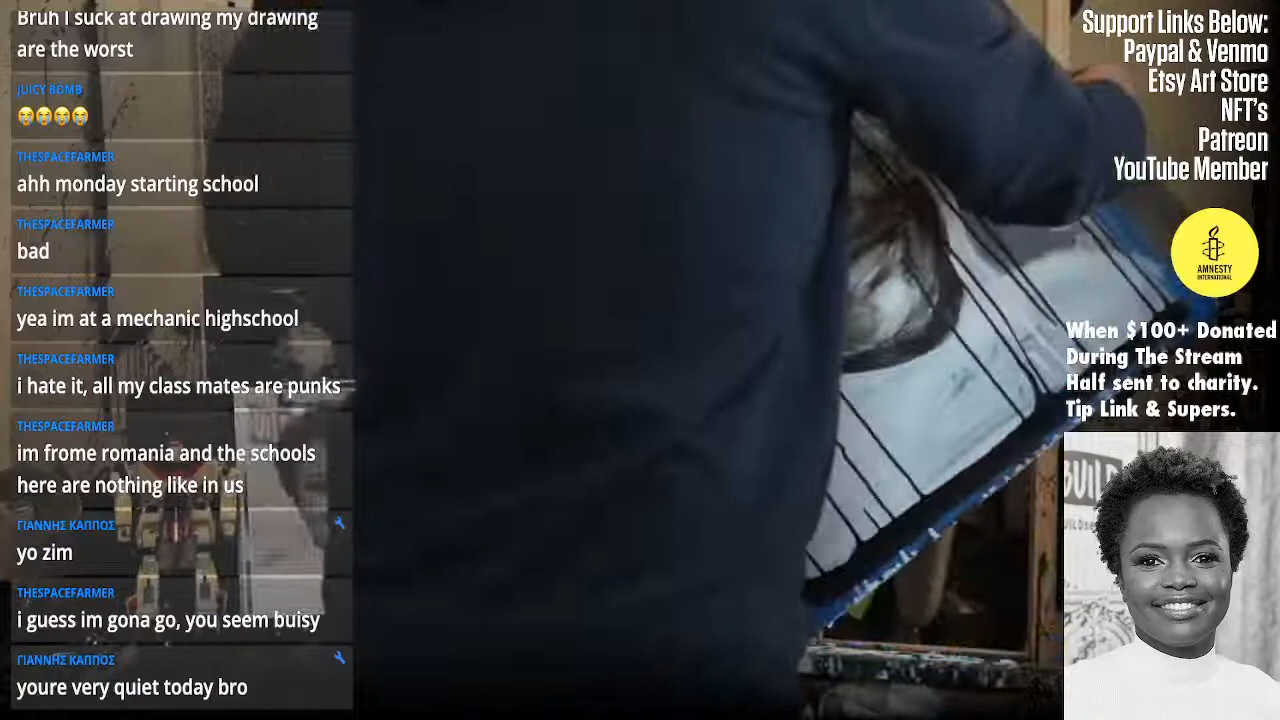 Bruh I suck at drawing my drawing
are the worst
JUICY BOMB
THESPACEFARMER
ahh monday starting school
THESPACEFARMER
bad
THESPACEFARMER
yea im at a mechanic highschool
THESPACEFARMER
i hate it, all my class mates are punks
THESPACEFARMER
im frome romania and the schools
here are nothing like in us
ΓΙΑΝΝΗΣ ΚΑΠΠΟΣ
yo zim
THESPACEFARMER
i guess im gona go, you seem buisy
ΓΙΑΝΝΗΣ ΚΑΠΠΟΣ
youre very quiet today bro
Support Links Below:
Paypal & Venmo
Etsy Art Store
NFT's
Patreon
YouTube Member
AMNESTY
INTERNATIONAL
When $100+ Donated
During The Stream
Half sent to charity.
Tip Link & Supers.
BUILD